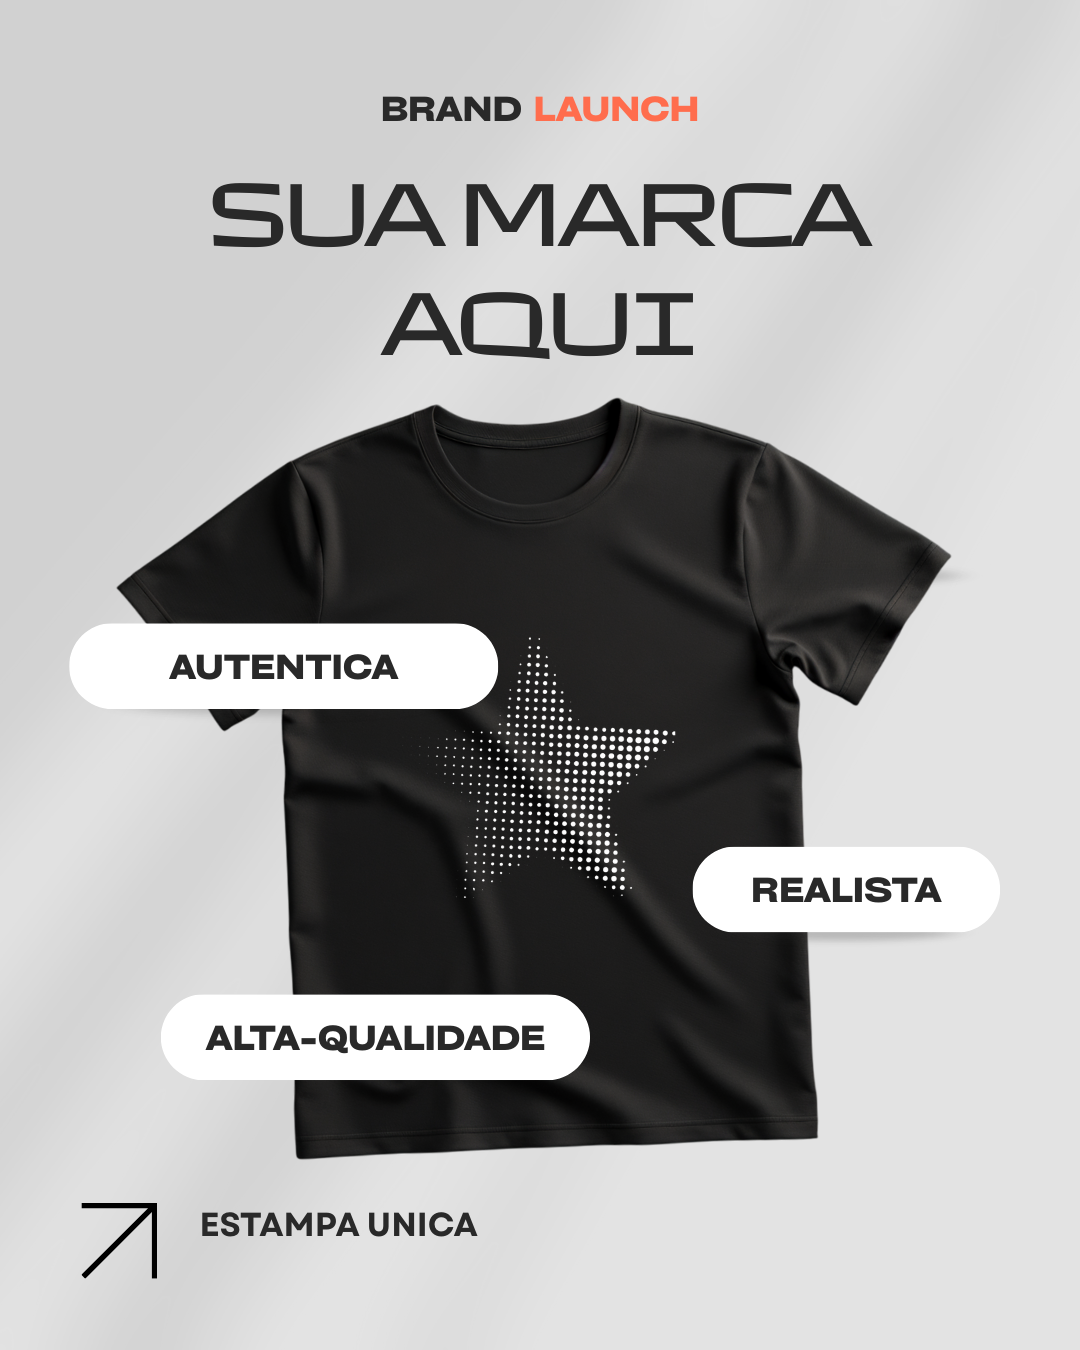 BRAND LAUNCH
SUA MARCA
AQUI
AUTENTICA
REALISTA
ALTA-QUALIDADE
ESTAMPA UNICA